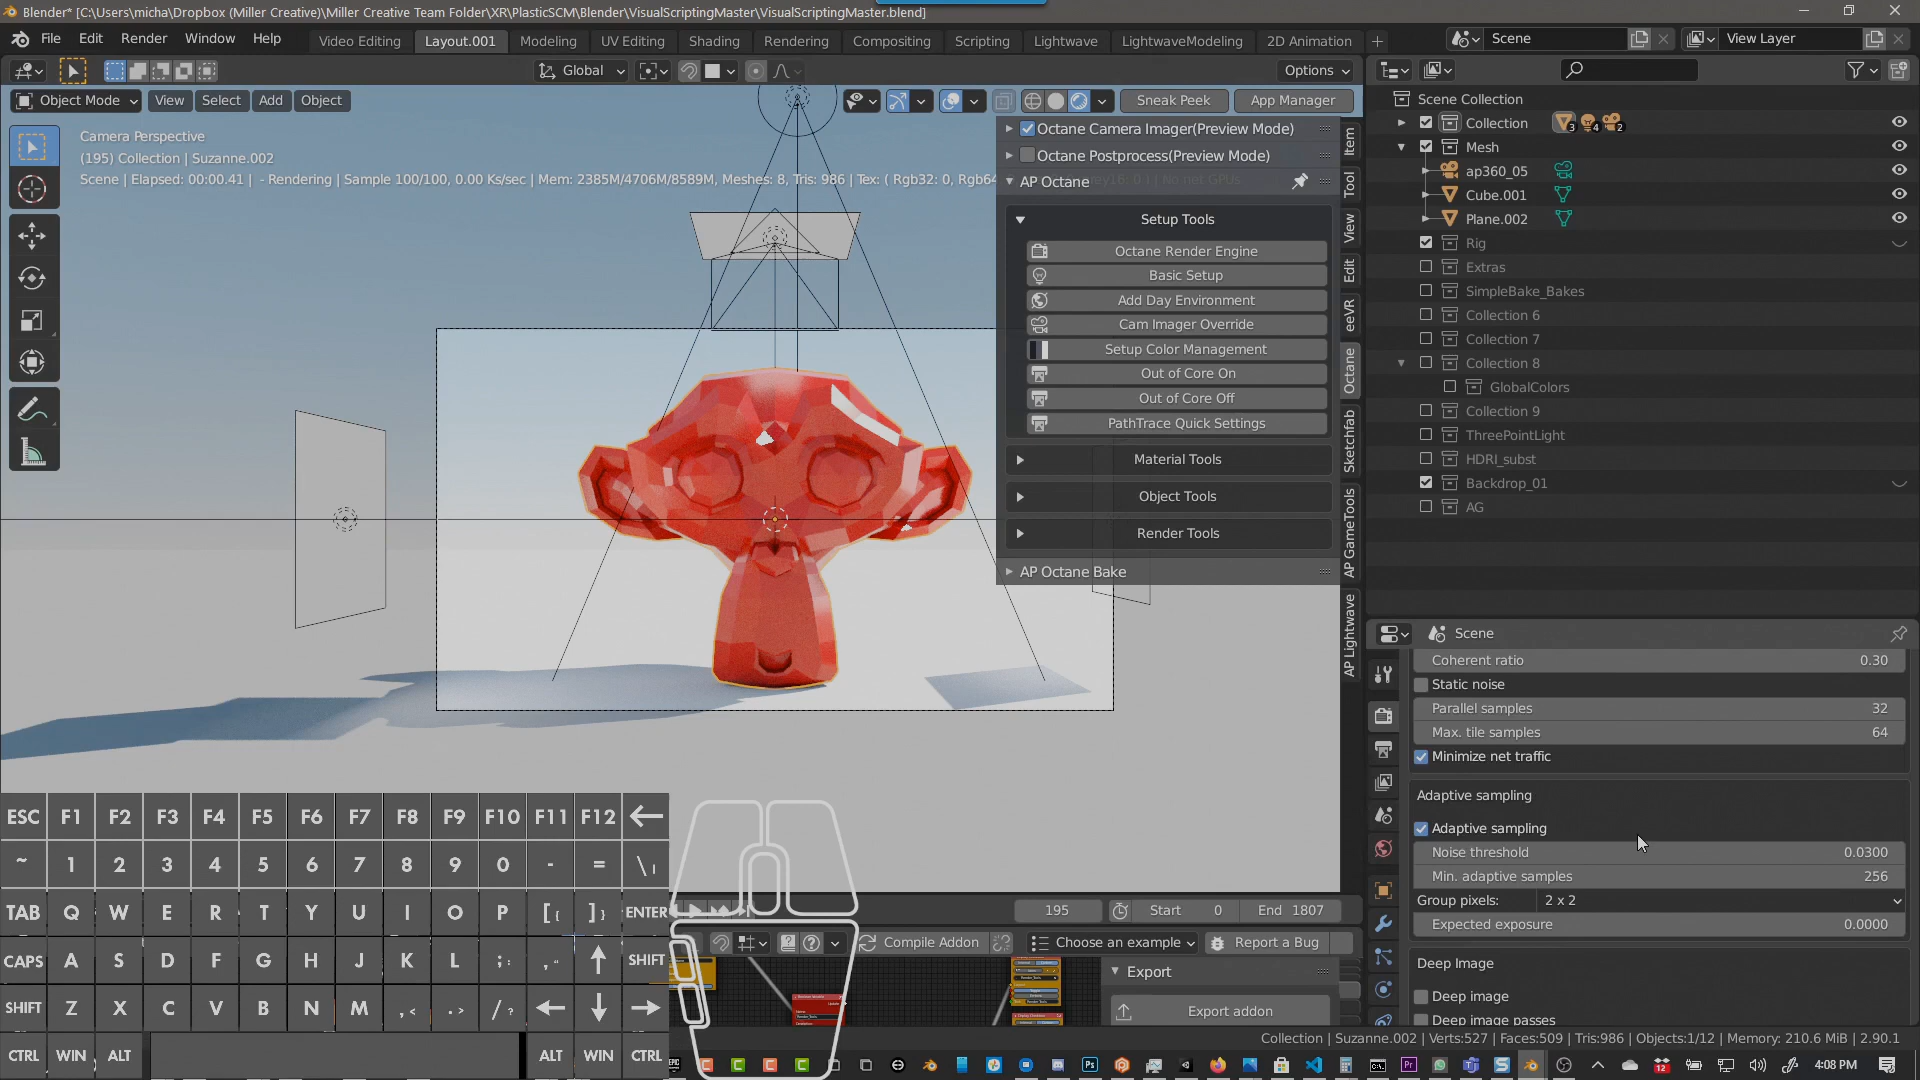 Blender* [C:\Users\micha\Dropbox (Miller Creative)\Miller Creative Team Folder\XR\PlasticSCM\Blender\VisualScriptingMaster\VisualScriptingMaster.blend]
File Edit Render Window Help
Video Editing Layout.001 Modeling UV Editing Shading Rendering Compositing Scripting Lightwave LightwaveModeling 2D Animation +
Scene
View Layer
Global
Options
Object Mode View Select Add Object
Sneak Peek App Manager
Camera Perspective
(195) Collection | Suzanne.002
Scene | Elapsed: 00:00.41 | - Rendering | Sample 100/100, 0.00 Ks/sec | Mem: 2385M/4706M/8589M, Meshes: 8, Tris: 986 | Tex: ( Rgb32: 0, Rgb64
Octane Camera Imager(Preview Mode)
Octane Postprocess(Preview Mode)
AP Octane
Setup Tools
Octane Render Engine
Basic Setup
Add Day Environment
Cam Imager Override
Setup Color Management
Out of Core On
Out of Core Off
PathTrace Quick Settings
Material Tools
Object Tools
Render Tools
AP Octane Bake
Item
Tool
View
Edit
eeVR
Octane
Sketchfab
AP GameTools
AP Lightwave
Scene Collection
Collection 3 4 2
Mesh
ap360_05
Cube.001
Plane.002
Rig
Extras
SimpleBake_Bakes
Collection 6
Collection 7
Collection 8
GlobalColors
Collection 9
ThreePointLight
HDRI_subst
Backdrop_01
AG
Scene
Coherent ratio 0.30
Static noise
Parallel samples 32
Max. tile samples 64
Minimize net traffic
Adaptive sampling
Adaptive sampling
Noise threshold 0.0300
Min. adaptive samples 256
Group pixels: 2 x 2
Expected exposure 0.0000
Deep Image
Deep image
Deep image passes
195 Start 0 End 1807
Compile Addon Choose an example Report a Bug
Export
Export addon
ESC F1 F2 F3 F4 F5 F6 F7 F8 F9 F10 F11 F12 ←
~ 1 2 3 4 5 6 7 8 9 0 - = \|
TAB Q W E R T Y U I O P [{ ]} ENTER
CAPS A S D F G H J K L ;: ,“ ↑ SHIFT
SHIFT Z X C V B N M ,< .> /? ← ↓ →
CTRL WIN ALT ALT WIN CTRL
Collection | Suzanne.002 | Verts:527 | Faces:509 | Tris:986 | Objects:1/12 | Memory: 210.6 MiB | 2.90.1
EPIC Ps Pr 12 4:08 PM